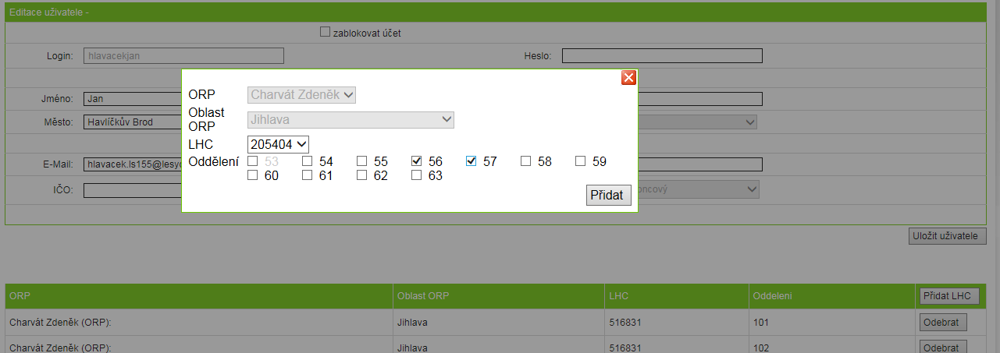 Editace uživatele -
zablokovat účet
Login: hlavacekjan Heslo:
ORP Charvát Zdeněk
Jméno: Jan
Oblast ORP Jihlava
Město: Havlíčkův Brod
LHC 205404
Oddělení 53 54 55 56 57 58 59
E-Mail: hlavacek.ls155@lesy
60 61 62 63
IČO:
Přidat
Uložit uživatele
ORP Oblast ORP LHC Oddeleni Přidat LHC
Charvát Zdeněk (ORP): Jihlava 516831 101 Odebrat
Charvát Zdeněk (ORP): Jihlava 516831 102 Odebrat